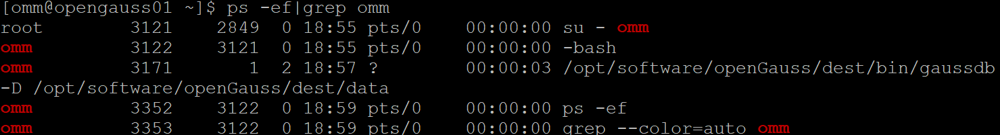 [omm@opengauss01 ~]$ ps -ef|grep omm
root        3121    2849  0 18:55 pts/0    00:00:00 su - omm
omm         3122    3121  0 18:55 pts/0    00:00:00 -bash
omm         3171       1  2 18:57 ?        00:00:03 /opt/software/openGauss/dest/bin/gaussdb
-D /opt/software/openGauss/dest/data
omm         3352    3122  0 18:59 pts/0    00:00:00 ps -ef
omm         3353    3122  0 18:59 pts/0    00:00:00 grep --color=auto omm